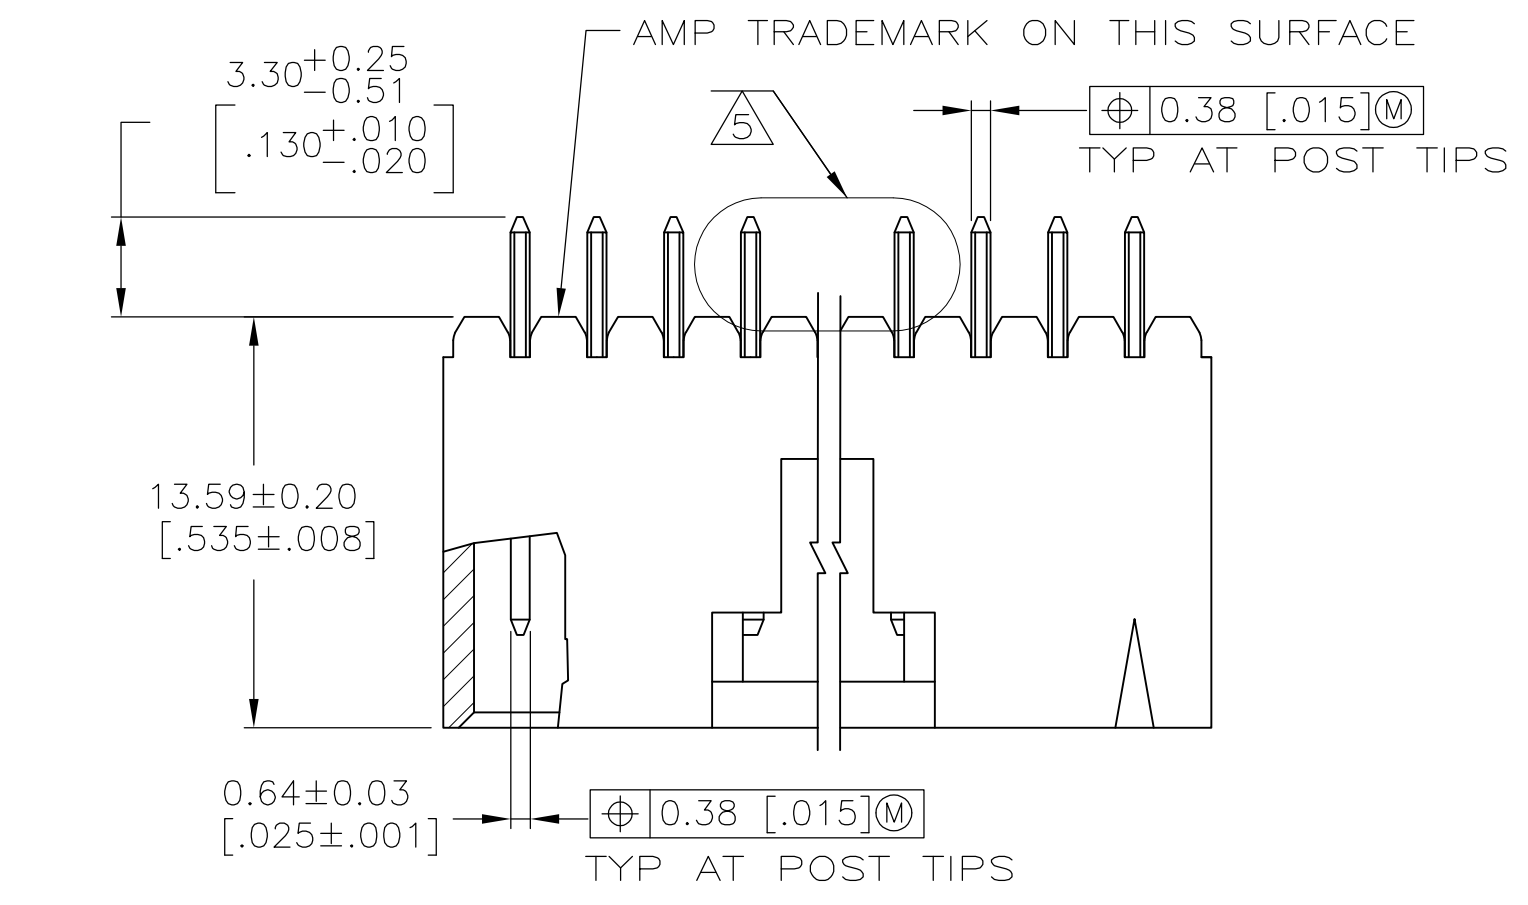 AMP TRADEMARK ON THIS SURFACE
3.30 +0.25
-0.51
[.130 +.010
-.020]
5
⌖ 0.38 [.015] Ⓜ
TYP AT POST TIPS
13.59±0.20
[.535±.008]
0.64±0.03
[.025±.001]
⌖ 0.38 [.015] Ⓜ
TYP AT POST TIPS